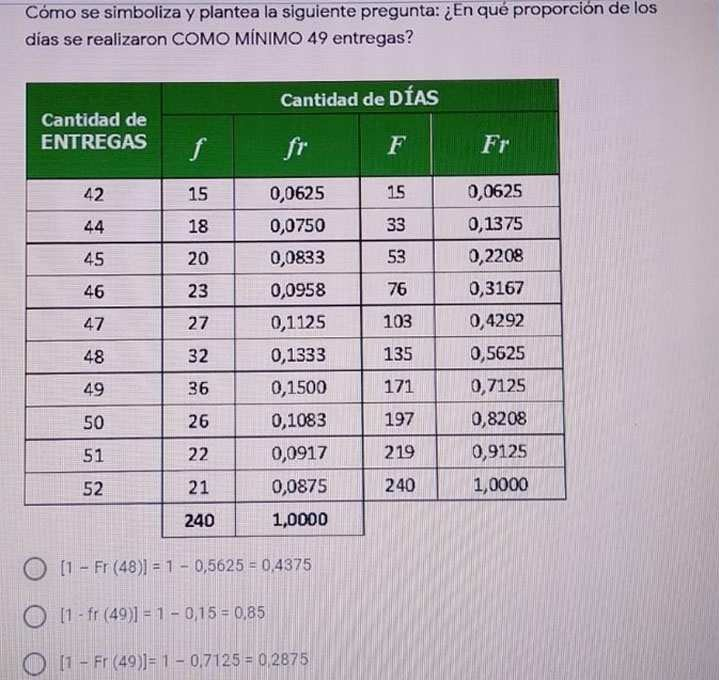 Cómo se simboliza y plantea la siguiente pregunta: ¿En qué proporción de los
días se realizaron COMO MÍNIMO 49 entregas?
Cantidad de ENTREGAS Cantidad de DÍAS
f fr F Fr
42 15 0,0625 15 0,0625
44 18 0,0750 33 0,1375
45 20 0,0833 53 0,2208
46 23 0,0958 76 0,3167
47 27 0,1125 103 0,4292
48 32 0,1333 135 0,5625
49 36 0,1500 171 0,7125
50 26 0,1083 197 0,8208
51 22 0,0917 219 0,9125
52 21 0,0875 240 1,0000
240 1,0000
[1 - Fr (48)] = 1 - 0,5625 = 0,4375
[1 - fr (49)] = 1 - 0,15 = 0,85
[1 - Fr (49)]= 1 - 0,7125 = 0,2875